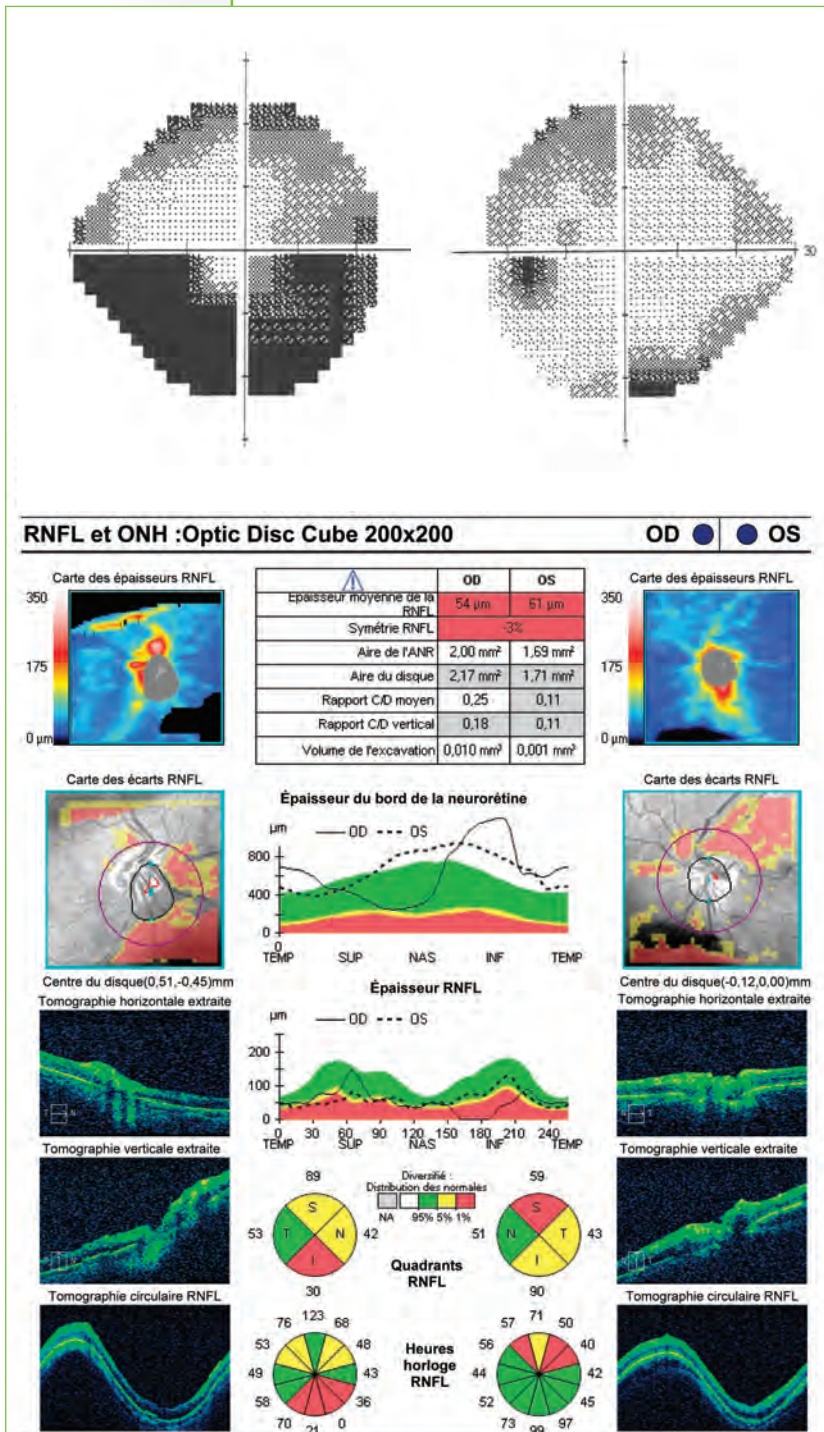 30
RNFL et ONH :Optic Disc Cube 200x200 OD OS
Carte des épaisseurs RNFL
350
175
0 µm
OD OS
Epaisseur moyenne de la RNFL 54 µm 61 µm
Symétrie RNFL -3%
Aire de l'ANR 2,00 mm² 1,69 mm²
Aire du disque 2,17 mm² 1,71 mm²
Rapport C/D moyen 0,25 0,11
Rapport C/D vertical 0,18 0,11
Volume de l'excavation 0,010 mm³ 0,001 mm³
Carte des épaisseurs RNFL
350
175
0 µm
Carte des écarts RNFL
Centre du disque(0,51,-0,45)mm
Épaisseur du bord de la neurorétine
µm OD OS
800
400
0
0
TEMP SUP NAS INF TEMP
Carte des écarts RNFL
Centre du disque(-0,12,0,00)mm
Tomographie horizontale extraite
T N
Épaisseur RNFL
µm OD OS
200
100
0
0 30 60 90 120 150 180 210 240
TEMP SUP NAS INF TEMP
Tomographie horizontale extraite
Tomographie verticale extraite
Tomographie verticale extraite
Diversifié :
Distribution des normales
NA 95% 5% 1%
89
53 T S N I 42
30
Quadrants
RNFL
59
51 N S T I 43
90
Tomographie circulaire RNFL
Heures
horloge
RNFL
123
76 68
53 48
49 43
58 36
70 0
21
71
57 50
56 40
44 42
52 45
73 97
99
Tomographie circulaire RNFL